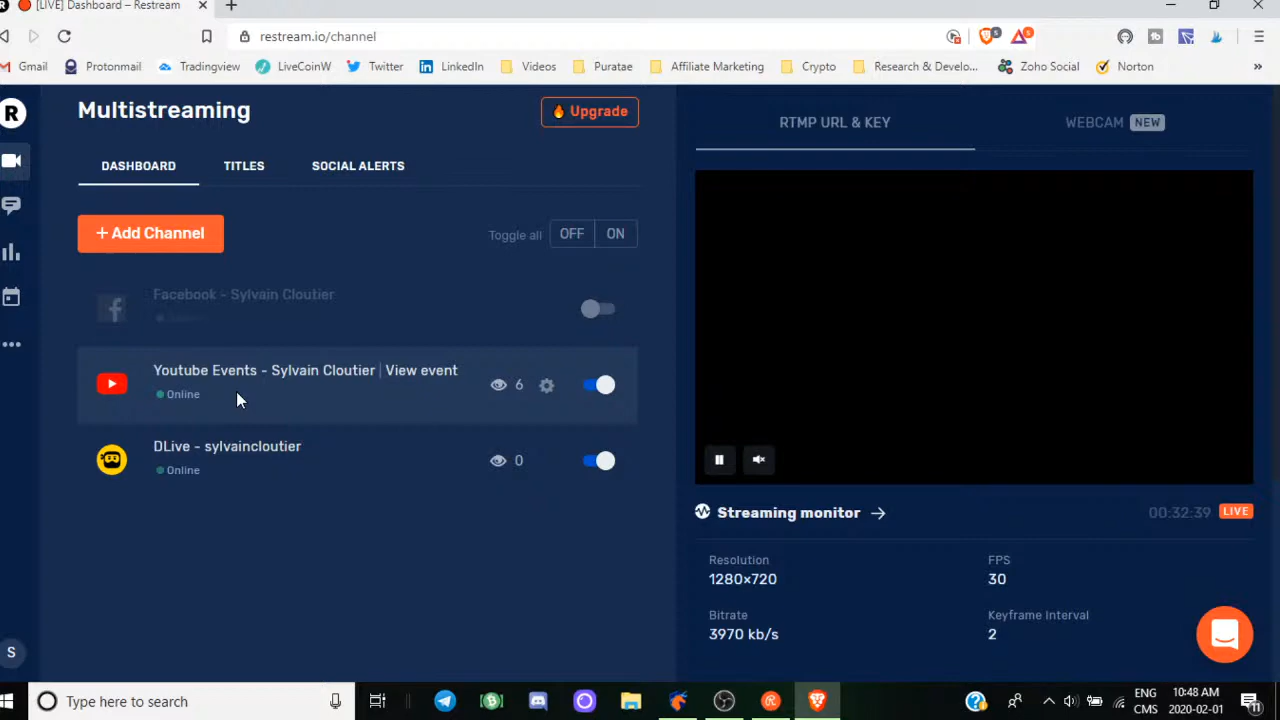 [LIVE] Dashboard – Restream
restream.io/channel
Gmail Protonmail Tradingview LiveCoinW Twitter LinkedIn Videos Puratae Affiliate Marketing Crypto Research & Develo... Zoho Social Norton
R
Multistreaming
Upgrade
DASHBOARD TITLES SOCIAL ALERTS
+ Add Channel
Toggle all OFF ON
Facebook - Sylvain Cloutier
Youtube Events - Sylvain Cloutier | View event
Online
6
DLive - sylvaincloutier
Online
0
S
RTMP URL & KEY WEBCAM NEW
Streaming monitor →
00:32:39 LIVE
Resolution FPS
1280×720 30
Bitrate Keyframe Interval
3970 kb/s 2
Type here to search
ENG 10:48 AM
CMS 2020-02-01
11